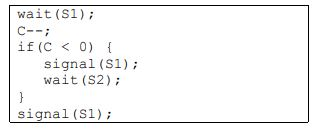 wait(S1);
C--;
if(C < 0) {
   signal(S1);
   wait(S2);
}
signal(S1);